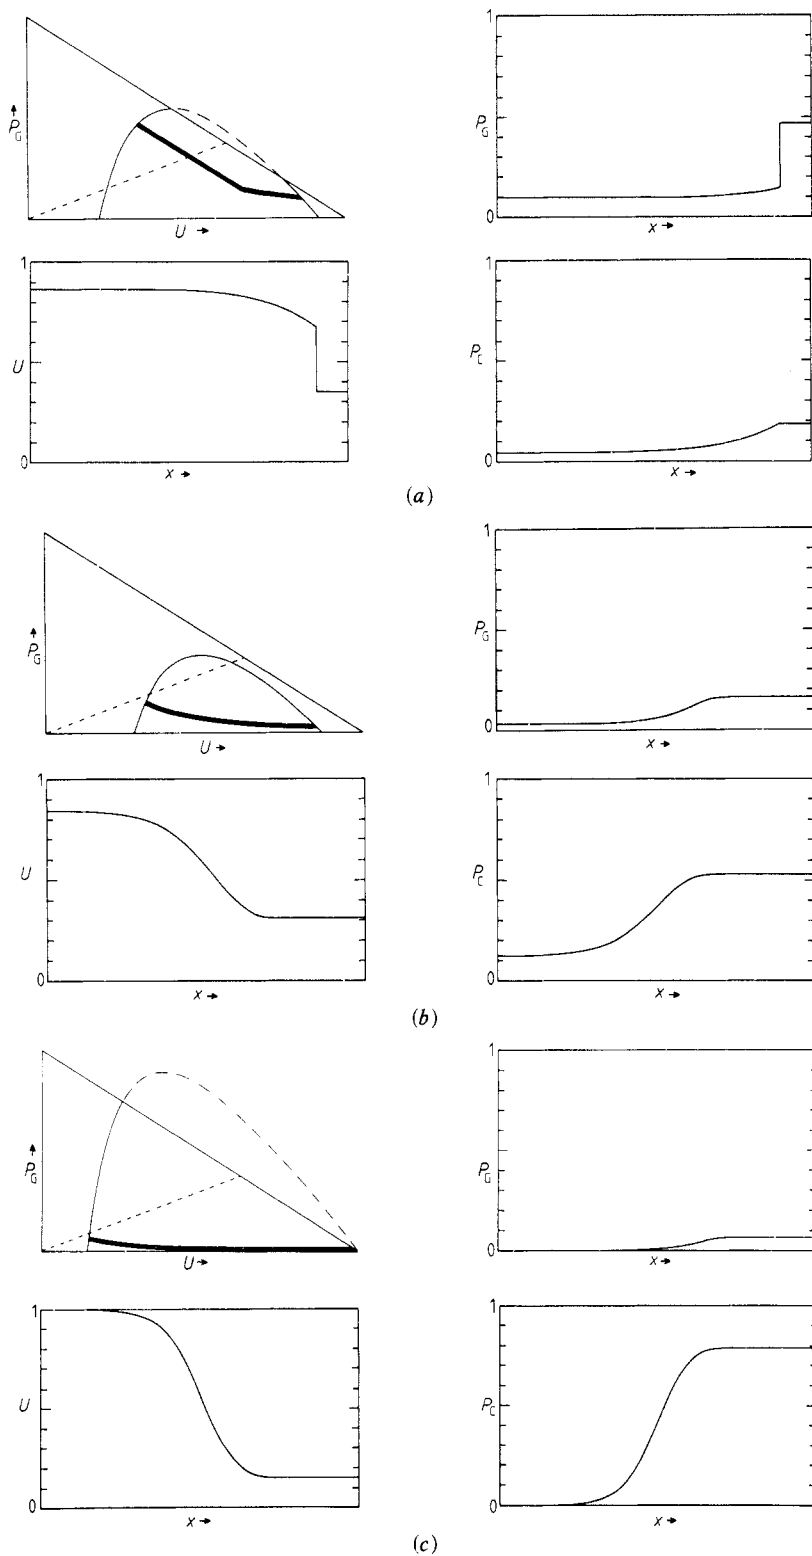 1
P_G →
P_G
0
U →
x →
1
U
0
x →
1
P_C
0
x →
(a)
1
P_G →
P_G
0
U →
x →
1
U
0
x →
1
P_C
0
x →
(b)
1
P_G →
P_G
0
U →
x →
1
U
0
x →
1
P_C
0
x →
(c)